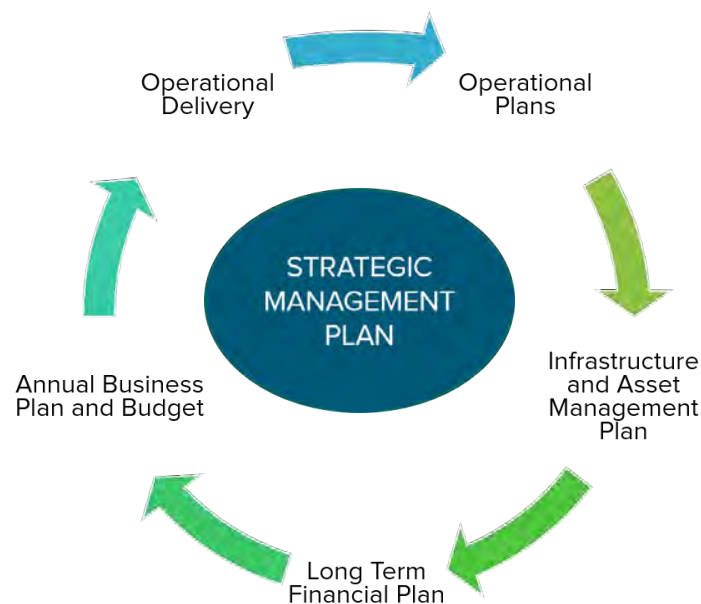 Operational
Delivery
Operational
Plans
STRATEGIC
MANAGEMENT
PLAN
Infrastructure
and Asset
Management
Plan
Annual Business
Plan and Budget
Long Term
Financial Plan